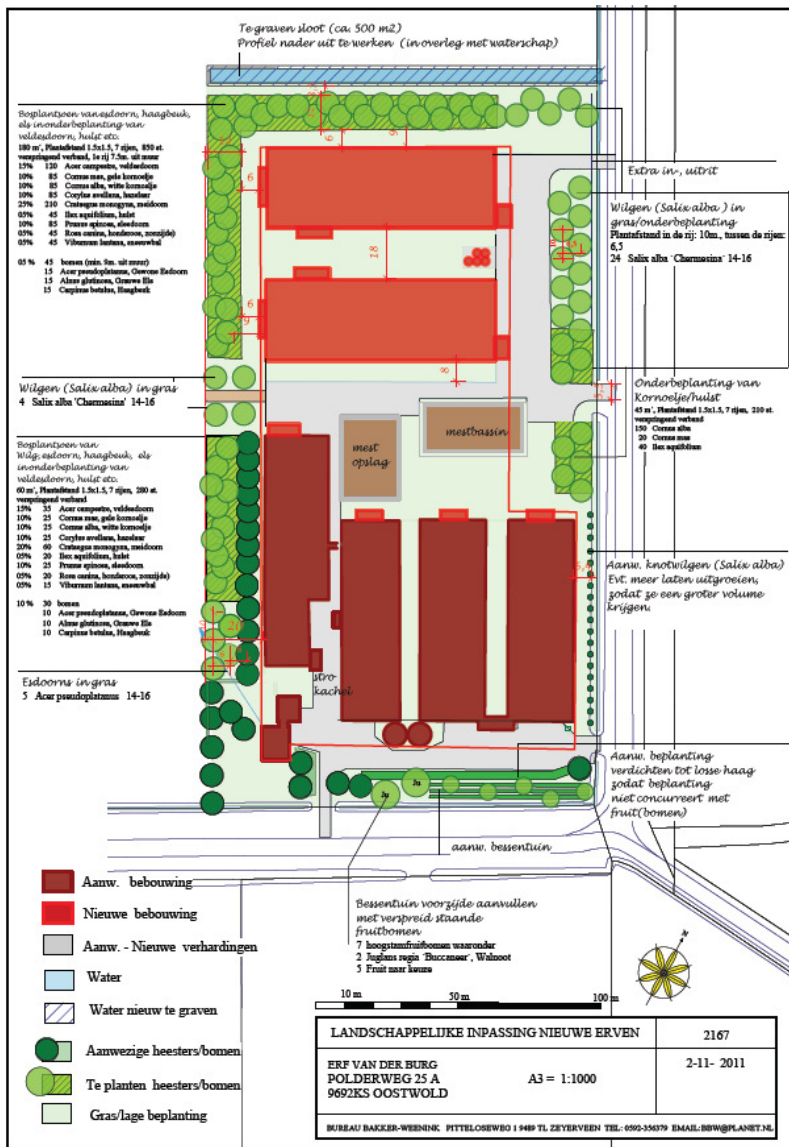 Te graven sloot (ca. 500 m2)
Profiel nader uit te werken (in overleg met waterschap)
Bosplantsoen van esdoorn, haagbeuk,
els in onderbeplanting van
veldesdoorn, hulst etc.
180 m', Plantafstand 1.5x1.5, 7 rijen, 850 st.
verspringend verband, 1e rij 7.5m. uit muur
15% 120 Acer campestre, veldesdoorn
10% 85 Cornus mas, gele kornoelje
10% 85 Cornus alba, witte kornoelje
10% 85 Corylus avellana, hazelaar
25% 210 Crataegus monogyna, meidoorn
05% 45 Ilex aquifolium, hulst
10% 85 Prunus spinosa, sleedoorn
05% 45 Rosa canina, hondsroos, zonzijde)
05% 45 Viburnum lantana, sneeuwbal
05 % 45 bomen (min. 9m. uit muur)
15 Acer pseudoplatanus, Gewone Esdoorn
15 Alnus glutinosa, Grauwe Els
15 Carpinus betulus, Haagbeuk
Wilgen (Salix alba) in gras
4 Salix alba 'Chermesina' 14-16
Bosplantsoen van
Wilg, esdoorn, haagbeuk, els
in onderbeplanting van
veldesdoorn, hulst etc.
60 m', Plantafstand 1.5x1.5, 7 rijen, 280 st.
verspringend verband
15% 35 Acer campestre, veldesdoorn
10% 25 Cornus mas, gele kornoelje
10% 25 Cornus alba, witte kornoelje
10% 25 Corylus avellana, hazelaar
20% 60 Crataegus monogyna, meidoorn
05% 20 Ilex aquifolium, hulst
10% 25 Prunus spinosa, sleedoorn
05% 20 Rosa canina, hondsroos, zonzijde)
05% 15 Viburnum lantana, sneeuwbal
10 % 30 bomen
10 Acer pseudoplatanus, Gewone Esdoorn
10 Alnus glutinosa, Grauwe Els
10 Carpinus betulus, Haagbeuk
Esdoorns in gras
5 Acer pseudoplatanus 14-16
6
9
6
18
6
9
8
mest
opslag
mestbassin
stro
kachel
Ju
Ju
Extra in-, uitrit
Wilgen (Salix alba ) in
gras/onderbeplanting
Plantafstand in de rij: 10m., tussen de rijen:
6,5
24 Salix alba 'Chermesina' 14-16
Onderbeplanting van
Kornoelje/hulst
45 m', Plantafstand 1.5x1.5, 7 rijen, 210 st.
verspringend verband
150 Cornus alba
20 Cornus mas
40 Ilex aquifolium
Aanw. knotwilgen (Salix alba)
Evt. meer laten uitgroeien,
zodat ze een groter volume
krijgen.
Aanw. beplanting
verdichten tot losse haag
zodat beplanting
niet concurreert met
fruit(bomen)
aanw. bessentuin
Bessentuin voorzijde aanvullen
met verspreid staande
fruitbomen
7 hoogstamfruitbomen waaronder
2 Juglans regia 'Buccaneer', Walnoot
5 Fruit naar keuze
Aanw. bebouwing
Nieuwe bebouwing
Aanw. - Nieuwe verhardingen
Water
Water nieuw te graven
Aanwezige heesters/bomen
Te planten heesters/bomen
Gras/lage beplanting
N
10 m 50 m 100 m
LANDSCHAPPELIJKE INPASSING NIEUWE ERVEN 2167
ERF VAN DER BURG
POLDERWEG 25 A A3 = 1:1000
9692KS OOSTWOLD
2-11- 2011
BUREAU BAKKER-WEENINK PITTELOSEWEG 1 9489 TL ZEYERVEEN TEL: 0592-356379 EMAIL:BBW@PLANET.NL